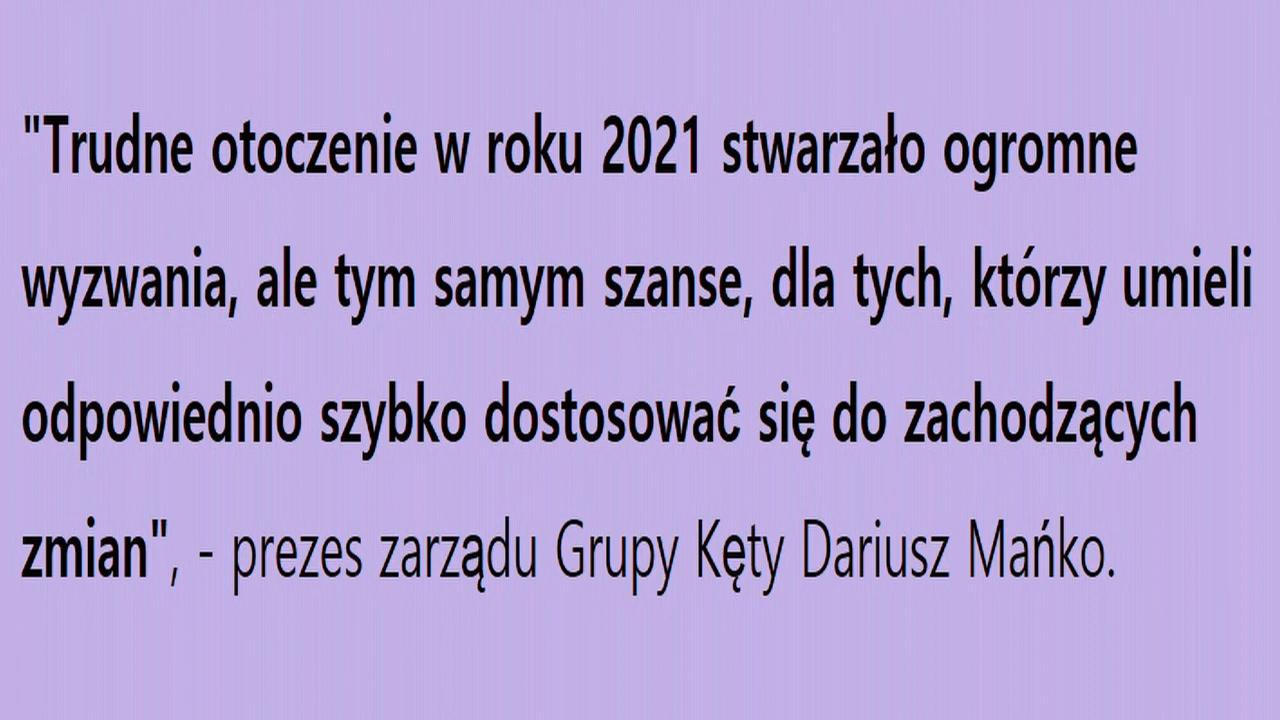 "Trudne otoczenie w roku 2021 stwarzało ogromne
wyzwania, ale tym samym szanse, dla tych, którzy umieli
odpowiednio szybko dostosować się do zachodzących
zmian", - prezes zarządu Grupy Kęty Dariusz Mańko.